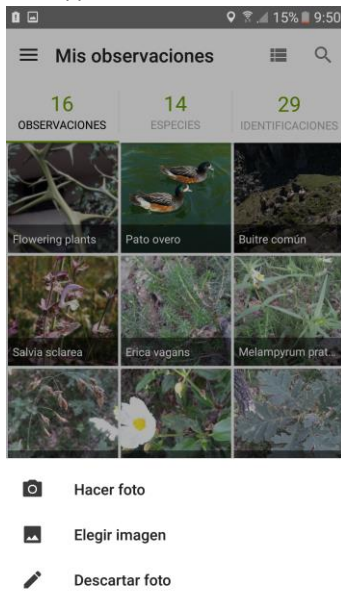 15% 9:50
Mis observaciones
16 14 29
OBSERVACIONES ESPECIES IDENTIFICACIONES
Flowering plants Pato overo Buitre común
Salvia sclarea Erica vagans Melampyrum prat...
Hacer foto
Elegir imagen
Descartar foto